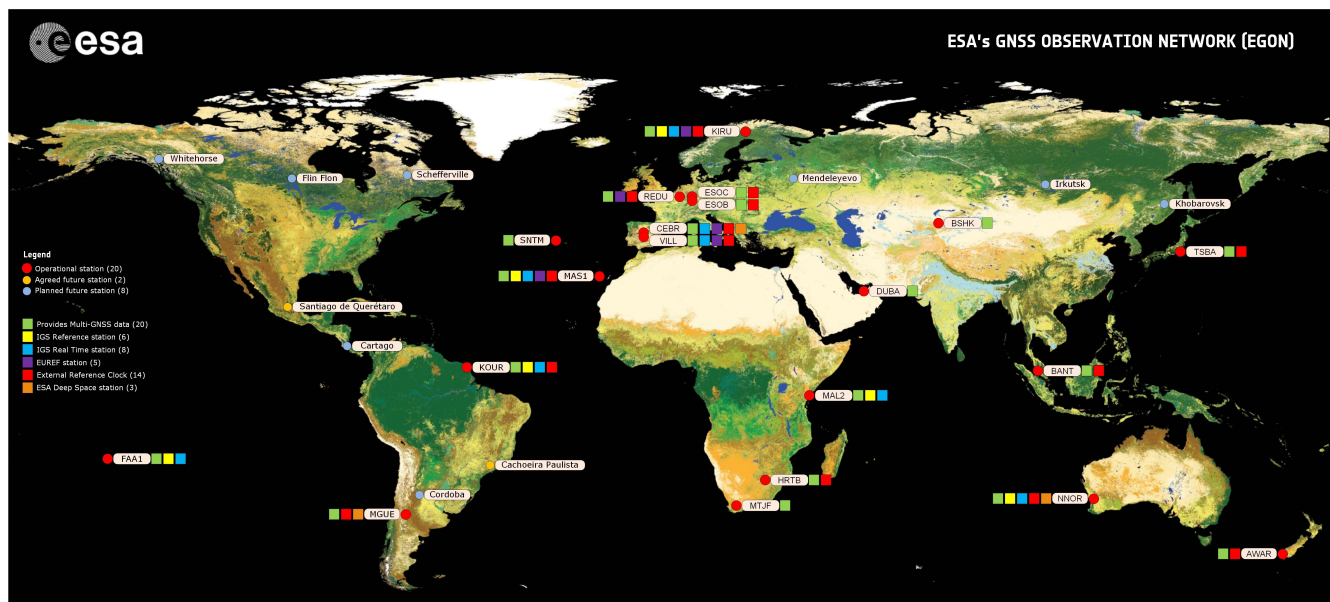 esa
ESA's GNSS OBSERVATION NETWORK (EGON)
KIRU
Whitehorse
Flin Flon
Schefferville
Mendeleyevo
Irkutsk
REDU
ESOC
ESOB
Khobarovsk
BSHK
CEBR
VILL
SNTM
TSBA
Legend
Operational station (20)
Agreed future station (2)
Planned future station (8)
MAS1
DUBA
Santiago de Querétaro
Provides Multi-GNSS data (20)
IGS Reference station (6)
IGS Real Time station (8)
EUREF station (5)
External Reference Clock (14)
ESA Deep Space station (3)
Cartago
KOUR
BANT
MAL2
FAA1
Cachoeira Paulista
HRTB
Cordoba
NNOR
MTJF
MGUE
AWAR